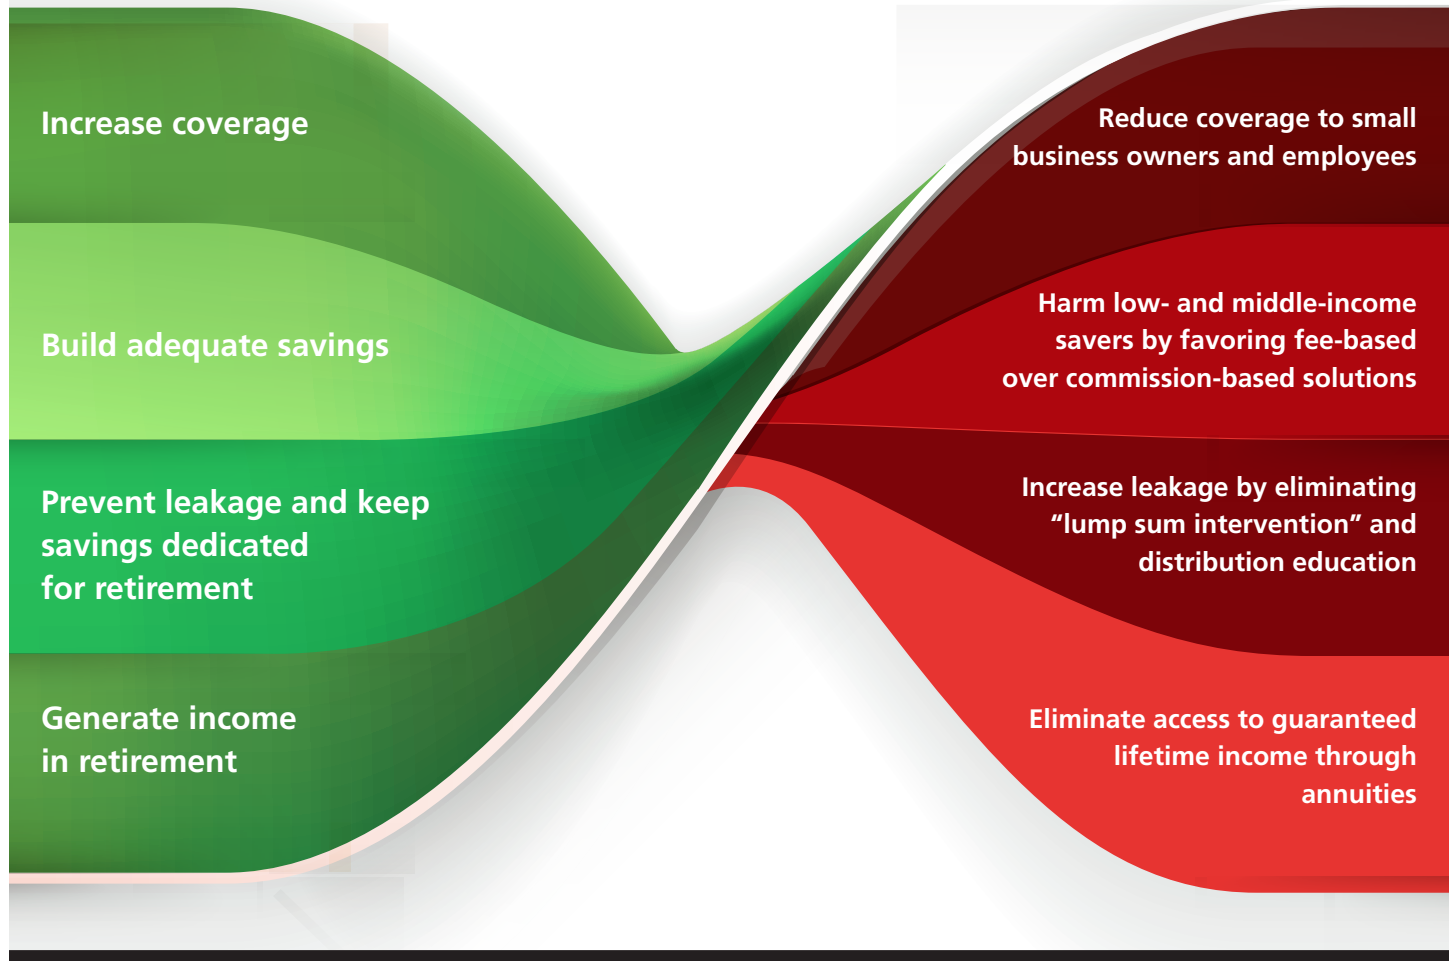 Increase coverage
Build adequate savings
Prevent leakage and keep
savings dedicated
for retirement
Generate income
in retirement
Reduce coverage to small
business owners and employees
Harm low- and middle-income
savers by favoring fee-based
over commission-based solutions
Increase leakage by eliminating
“lump sum intervention” and
distribution education
Eliminate access to guaranteed
lifetime income through
annuities